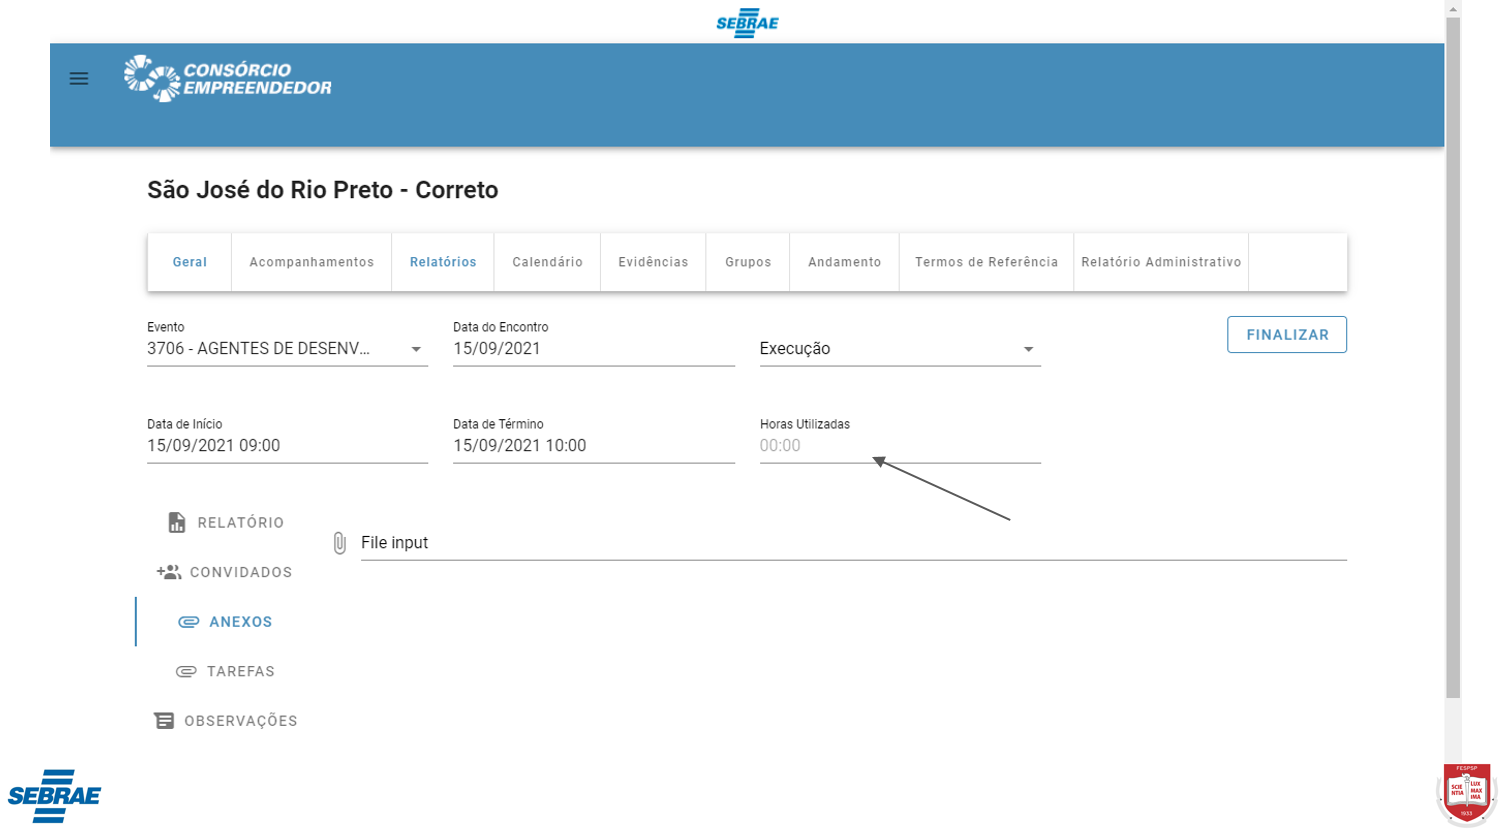 SEBRAE
CONSÓRCIO
EMPREENDEDOR
São José do Rio Preto - Correto
Geral
Acompanhamentos
Relatórios
Calendário
Evidências
Grupos
Andamento
Termos de Referência
Relatório Administrativo
Evento
3706 - AGENTES DE DESENV...
Data do Encontro
15/09/2021
Execução
FINALIZAR
Data de Início
15/09/2021 09:00
Data de Término
15/09/2021 10:00
Horas Utilizadas
00:00
RELATÓRIO
CONVIDADOS
ANEXOS
TAREFAS
OBSERVAÇÕES
File input
SEBRAE
FESPSP
SCIE
NTIA
LUX
MAX
IMA
1933